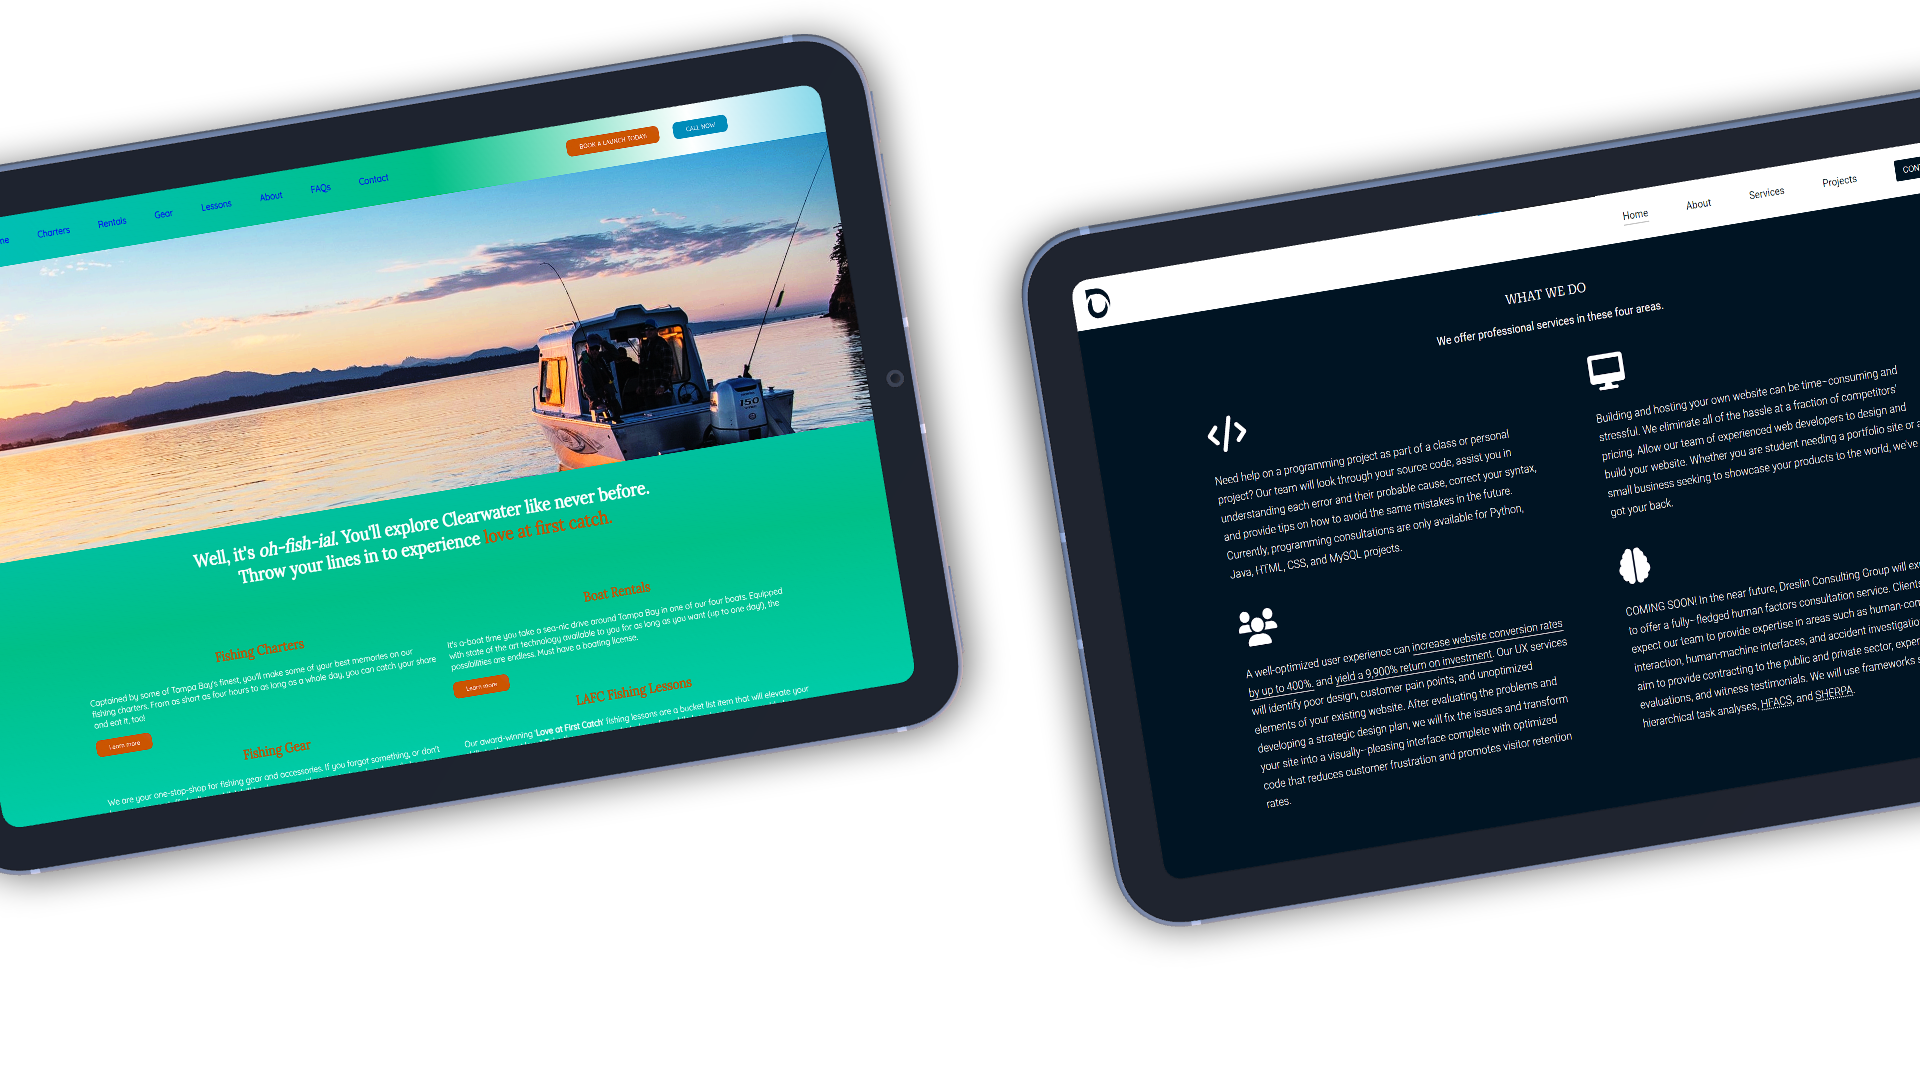 me Charters Rentals Gear Lessons About FAQs Contact
BOOK A LAUNCH TODAY!
CALL NOW
150
Well, it's oh-fish-ial. You'll explore Clearwater like never before.
Throw your lines in to experience love at first catch.
Fishing Charters
Captained by some of Tampa Bay's finest, you'll make some of your best memories on our
fishing charters. From as short as four hours to as long as a whole day, you can catch your share
and eat it, too!
Learn more
Boat Rentals
It's a-boat time you take a sea-nic drive around Tampa Bay in one of our four boats. Equipped
with state of the art technology available to you for as long as you want (up to one day!), the
possibilities are endless. Must have a boating license.
Learn more
Fishing Gear
We are your one-stop-shop for fishing gear and accessories. If you forgot something, or don't
LAFC Fishing Lessons
Our award-winning 'Love at First Catch' fishing lessons are a bucket list item that will elevate your
Home About Services Projects CON
WHAT WE DO
We offer professional services in these four areas.
Need help on a programming project as part of a class or personal
project? Our team will look through your source code, assist you in
understanding each error and their probable cause, correct your syntax,
and provide tips on how to avoid the same mistakes in the future.
Currently, programming consultations are only available for Python,
Java, HTML, CSS, and MySQL projects.
Building and hosting your own website can be time-consuming and
stressful. We eliminate all of the hassle at a fraction of competitors'
pricing. Allow our team of experienced web developers to design and
build your website. Whether you are student needing a portfolio site or a
small business seeking to showcase your products to the world, we've
got your back.
A well-optimized user experience can increase website conversion rates
by up to 400%, and yield a 9,900% return on investment. Our UX services
will identify poor design, customer pain points, and unoptimized
elements of your existing website. After evaluating the problems and
developing a strategic design plan, we will fix the issues and transform
your site into a visually-pleasing interface complete with optimized
code that reduces customer frustration and promotes visitor retention
rates.
COMING SOON! In the near future, Dreslin Consulting Group will ex
to offer a fully-fledged human factors consultation service. Clients
expect our team to provide expertise in areas such as human-com
interaction, human-machine interfaces, and accident investigatio
aim to provide contracting to the public and private sector, exper
evaluations, and witness testimonials. We will use frameworks s
hierarchical task analyses, HFACS, and SHERPA.